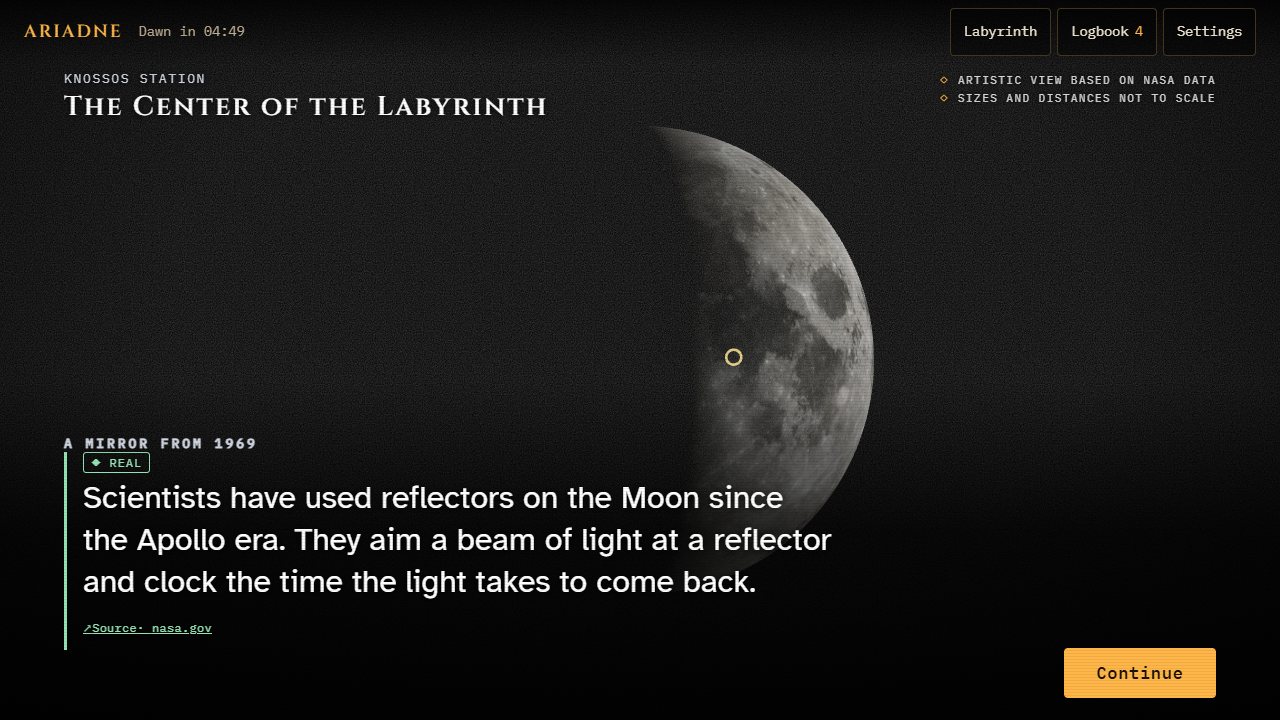 ARIADNE Dawn in 04:49 Labyrinth Logbook 4 Settings
KNOSSOS STATION
The Center of the Labyrinth
◇ ARTISTIC VIEW BASED ON NASA DATA
◇ SIZES AND DISTANCES NOT TO SCALE
A MIRROR FROM 1969
◆ REAL
Scientists have used reflectors on the Moon since
the Apollo era. They aim a beam of light at a reflector
and clock the time the light takes to come back.
↗Source· nasa.gov
Continue